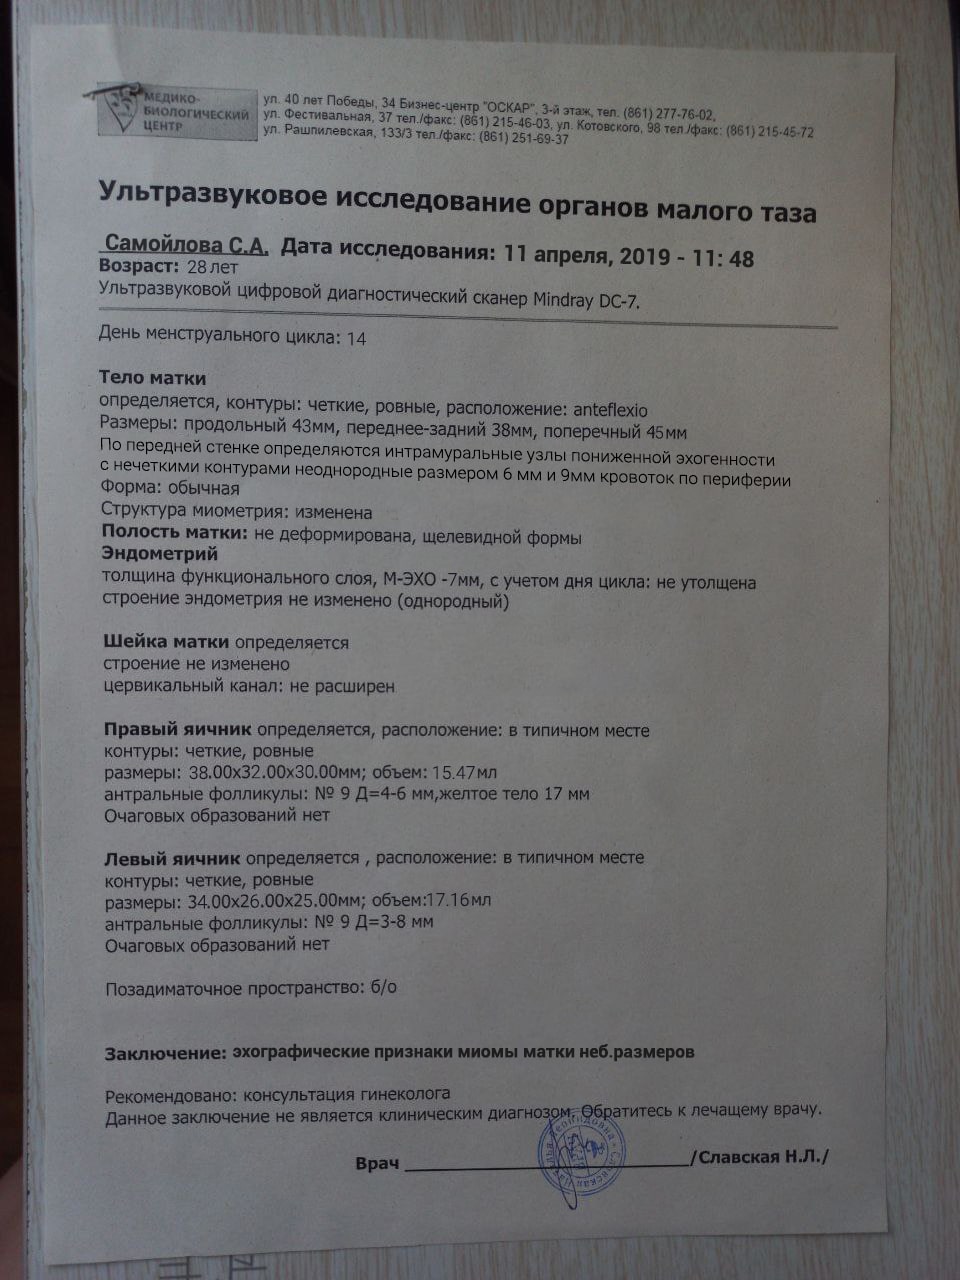 МЕДИКО-
БИОЛОГИЧЕСКИЙ
ЦЕНТР
ул. 40 лет Победы, 34 Бизнес-центр "ОСКАР", 3-й этаж, тел. (861) 277-76-02,
ул. Фестивальная, 37 тел./факс: (861) 215-46-03, ул. Котовского, 98 тел./факс: (861) 215-45-72
ул. Рашпилевская, 133/3 тел./факс: (861) 251-69-37
Ультразвуковое исследование органов малого таза
Самойлова С.А. Дата исследования: 11 апреля, 2019 - 11: 48
Возраст: 28 лет
Ультразвуковой цифровой диагностический сканер Mindray DC-7.
День менструального цикла: 14
Тело матки
определяется, контуры: четкие, ровные, расположение: anteflexio
Размеры: продольный 43мм, переднее-задний 38мм, поперечный 45мм
По передней стенке определяются интрамуральные узлы пониженной эхогенности
с нечеткими контурами неоднородные размером 6 мм и 9мм кровоток по периферии
Форма: обычная
Структура миометрия: изменена
Полость матки: не деформирована, щелевидной формы
Эндометрий
толщина функционального слоя, М-ЭХО -7мм, с учетом дня цикла: не утолщена
строение эндометрия не изменено (однородный)
Шейка матки определяется
строение не изменено
цервикальный канал: не расширен
Правый яичник определяется, расположение: в типичном месте
контуры: четкие, ровные
размеры: 38.00х32.00х30.00мм; объем: 15.47мл
антральные фолликулы: № 9 Д=4-6 мм,желтое тело 17 мм
Очаговых образований нет
Левый яичник определяется , расположение: в типичном месте
контуры: четкие, ровные
размеры: 34.00х26.00х25.00мм; объем:17.16мл
антральные фолликулы: № 9 Д=3-8 мм
Очаговых образований нет
Позадиматочное пространство: б/о
Заключение: эхографические признаки миомы матки неб.размеров
Рекомендовано: консультация гинеколога
Данное заключение не является клиническим диагнозом. Обратитесь к лечащему врачу.
Врач /Славская Н.Л./